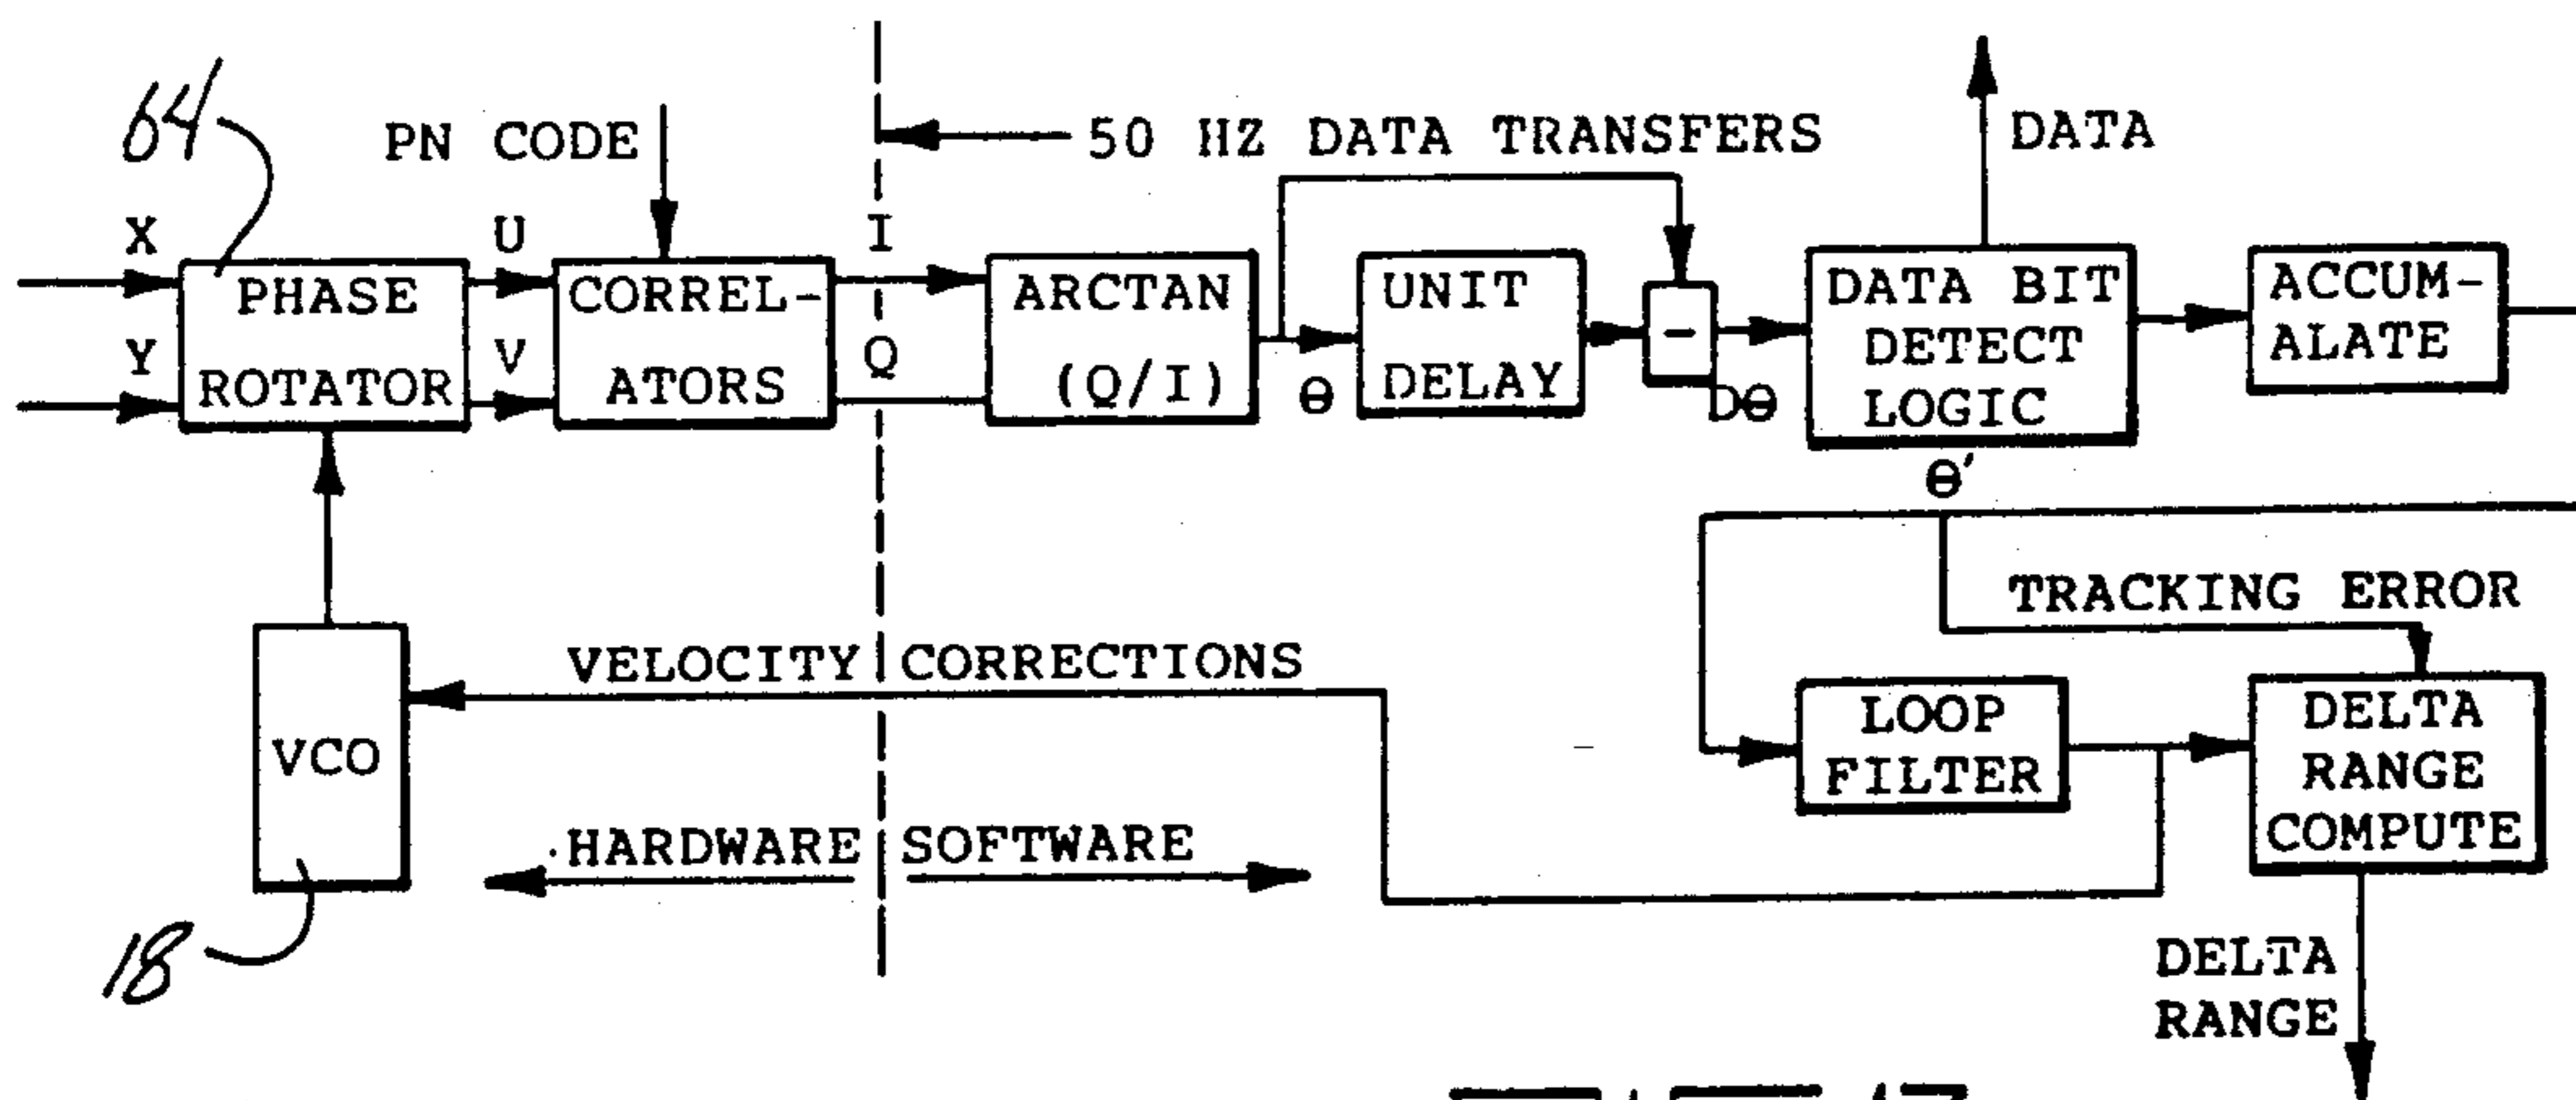 64
PN CODE
50 HZ DATA TRANSFERS
DATA
X
U
I
PHASE
ROTATOR
Y
V
CORREL-
ATORS
Q
ARCTAN
(Q/I)
θ
UNIT
DELAY
-
Dθ
DATA BIT
DETECT
LOGIC
ACCUM-
ALATE
θ'
TRACKING ERROR
VELOCITY CORRECTIONS
VCO
LOOP
FILTER
DELTA
RANGE
COMPUTE
HARDWARE SOFTWARE
18
DELTA
RANGE